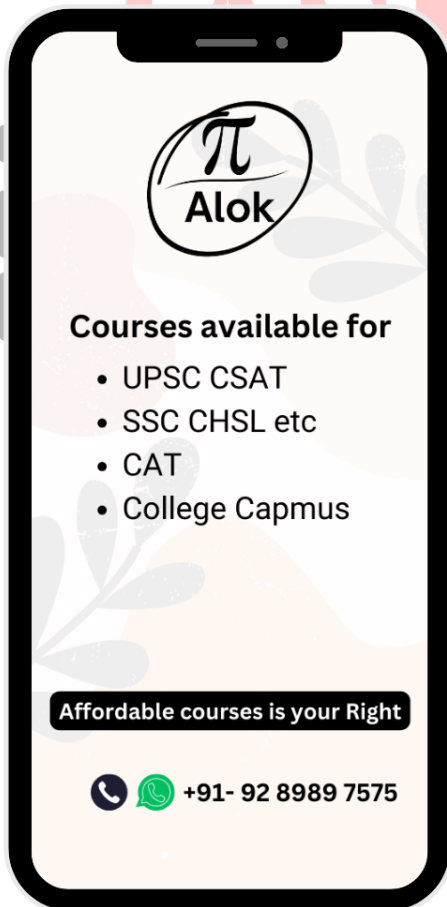 π
Alok
Courses available for
• UPSC CSAT
• SSC CHSL etc
• CAT
• College Capmus
Affordable courses is your Right
+91- 92 8989 7575